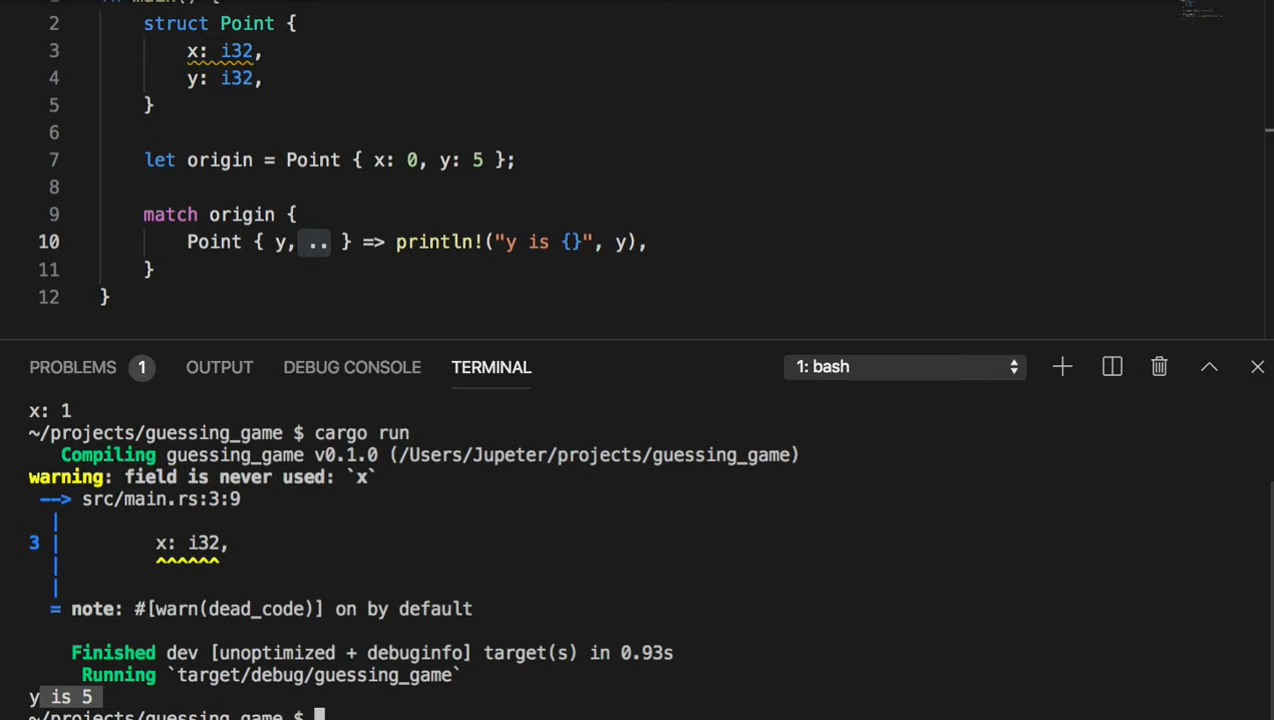 2 struct Point {
3 x: i32,
4 y: i32,
5 }
6
7 let origin = Point { x: 0, y: 5 };
8
9 match origin {
10 Point { y, .. } => println!("y is {}", y),
11 }
12 }
PROBLEMS 1 OUTPUT DEBUG CONSOLE TERMINAL 1: bash
x: 1
~/projects/guessing_game $ cargo run
Compiling guessing_game v0.1.0 (/Users/Jupeter/projects/guessing_game)
warning: field is never used: `x`
--> src/main.rs:3:9
|
3 | x: i32,
| ^^^^^^
|
= note: #[warn(dead_code)] on by default
Finished dev [unoptimized + debuginfo] target(s) in 0.93s
Running `target/debug/guessing_game`
y is 5
~/projects/guessing_game $